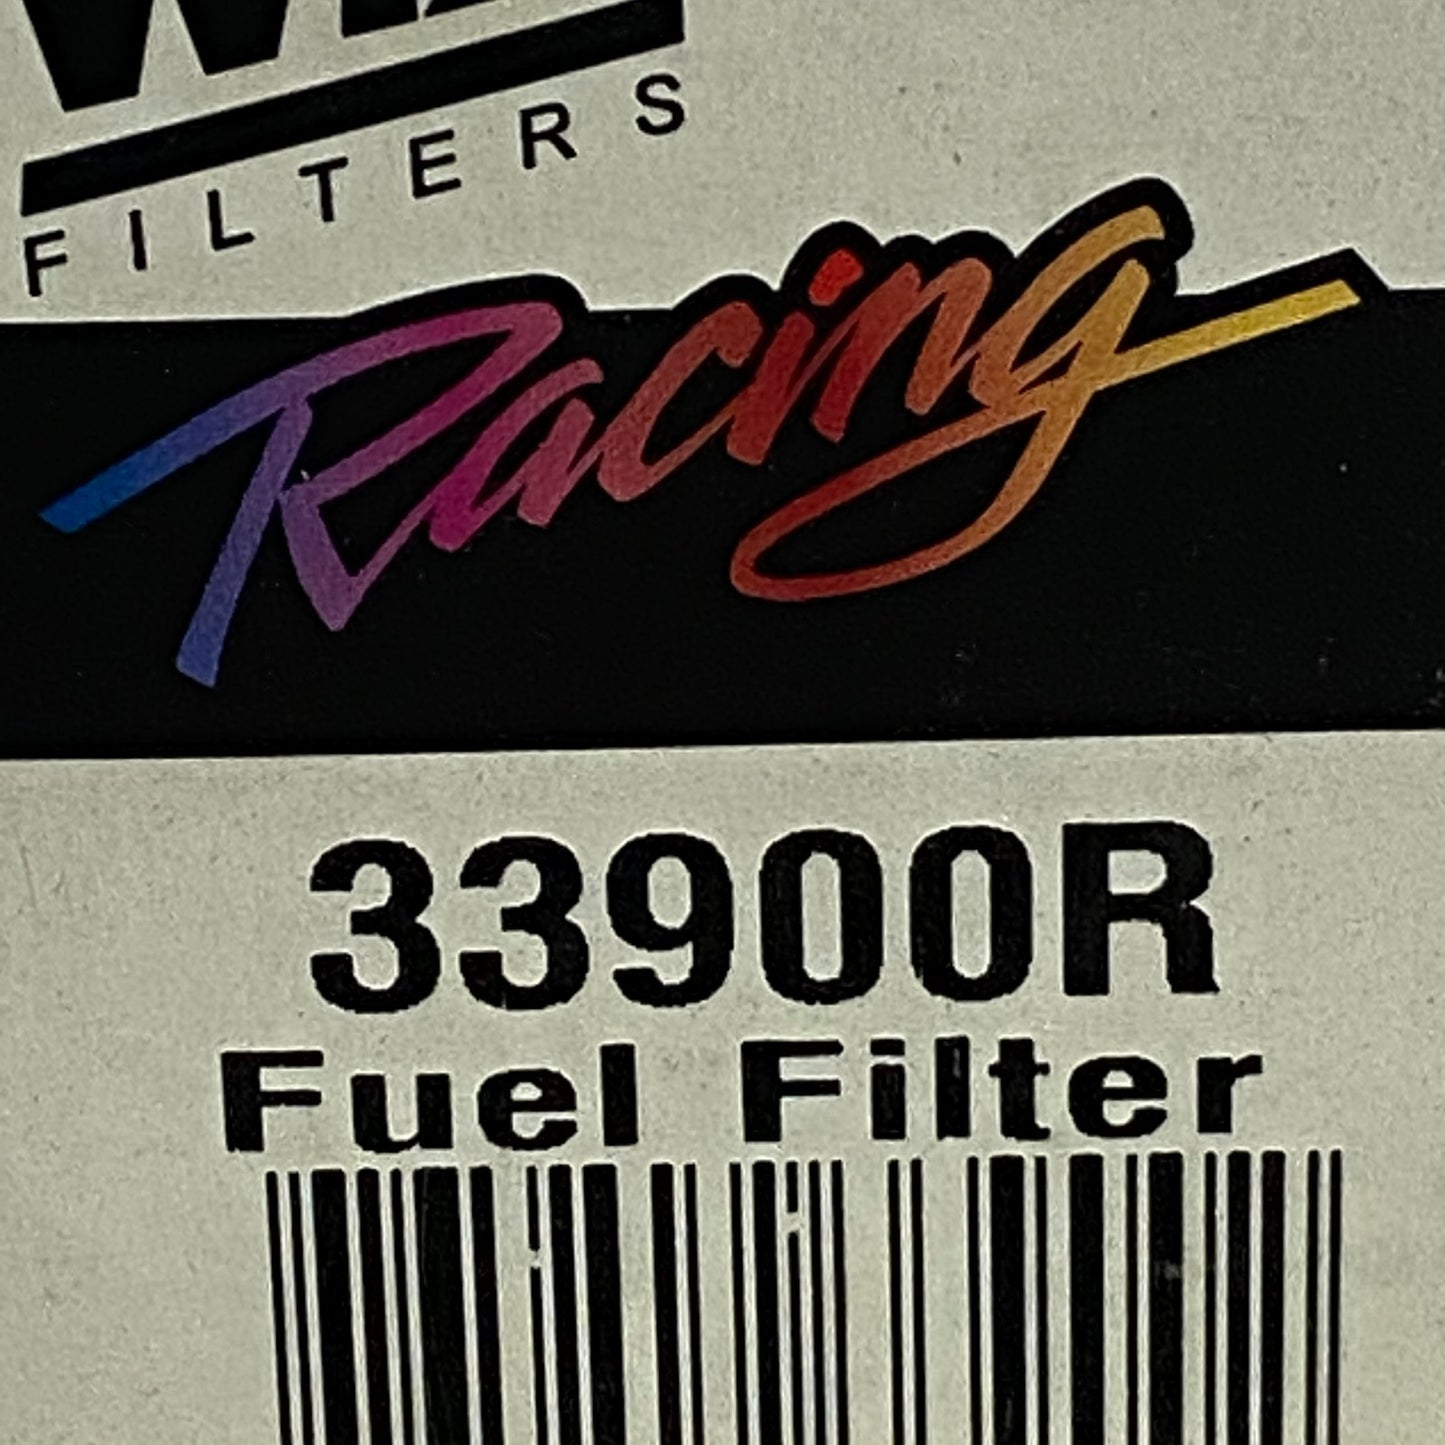 FILTERS
Racing
33900R
Fuel Filter